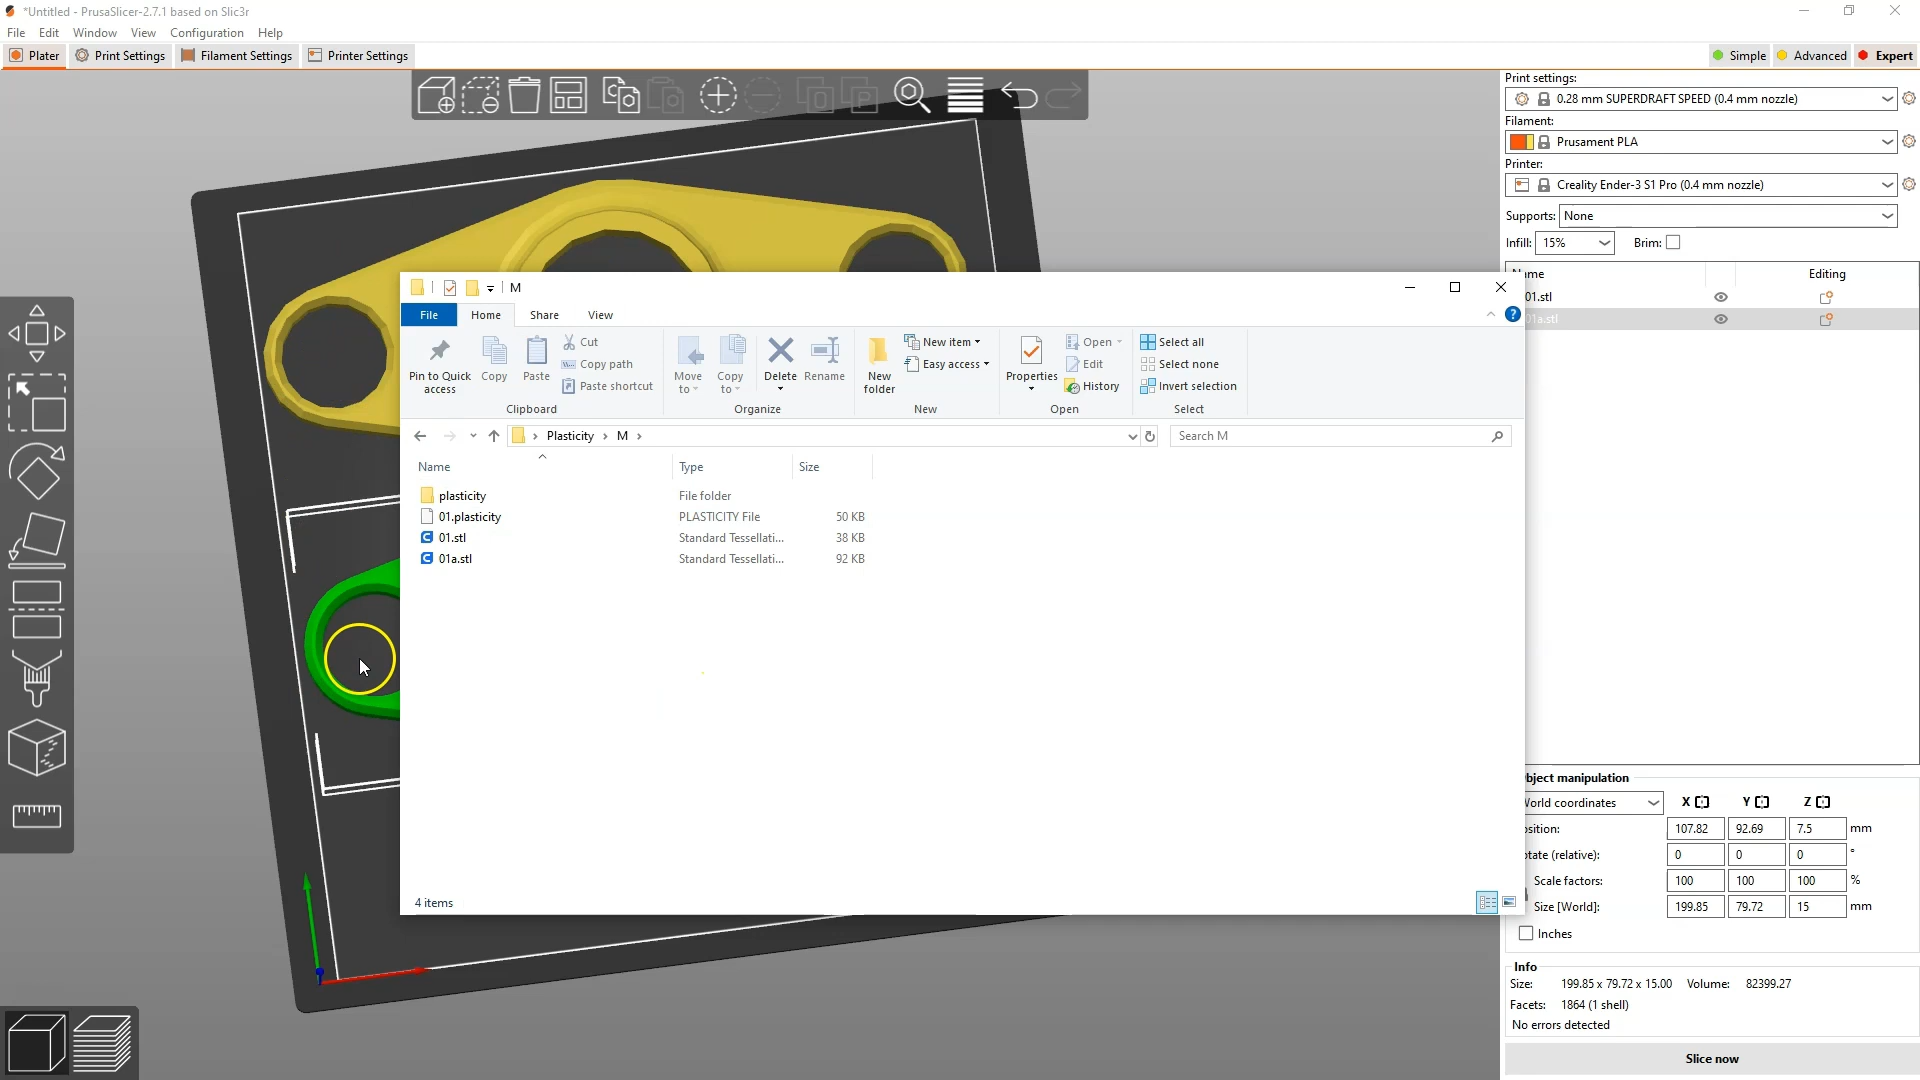 *Untitled - PrusaSlicer-2.7.1 based on Slic3r
File Edit Window View Configuration Help
Plater Print Settings Filament Settings Printer Settings Simple Advanced Expert
Print settings:
0.28 mm SUPERDRAFT SPEED (0.4 mm nozzle)
Filament:
Prusament PLA
Printer:
Creality Ender-3 S1 Pro (0.4 mm nozzle)
Supports: None
Infill: 15% Brim:
Editing
01.stl
01a.stl
M
File Home Share View
Pin to Quick access
Copy
Paste
Cut
Copy path
Paste shortcut
Clipboard
Move to
Copy to
Delete
Rename
Organize
New folder
New item
Easy access
New
Properties
Open
Edit
History
Open
Select all
Select none
Invert selection
Select
Plasticity > M >
Search M
Name Type Size
plasticity File folder
01.plasticity PLASTICITY File 50 KB
01.stl Standard Tessellati... 38 KB
01a.stl Standard Tessellati... 92 KB
4 items
bject manipulation
World coordinates X Y Z
sition: 107.82 92.69 7.5 mm
tate (relative): 0 0 0 °
Scale factors: 100 100 100 %
Size [World]: 199.85 79.72 15 mm
Inches
Info
Size: 199.85 x 79.72 x 15.00 Volume: 82399.27
Facets: 1864 (1 shell)
No errors detected
Slice now